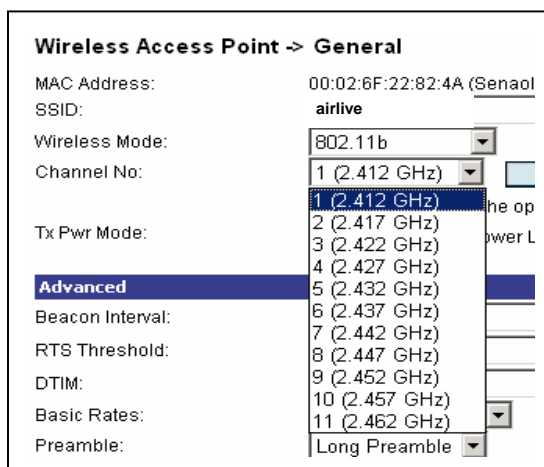 Wireless Access Point -> General
MAC Address: 00:02:6F:22:82:4A (Senaol
SSID: airlive
Wireless Mode: 802.11b
Channel No: 1 (2.412 GHz)
1 (2.412 GHz)
he op
2 (2.417 GHz)
Tx Pwr Mode: 3 (2.422 GHz) ower L
4 (2.427 GHz)
Advanced 5 (2.432 GHz)
Beacon Interval: 6 (2.437 GHz)
7 (2.442 GHz)
RTS Threshold: 8 (2.447 GHz)
DTIM: 9 (2.452 GHz)
10 (2.457 GHz)
Basic Rates: 11 (2.462 GHz)
Preamble: Long Preamble